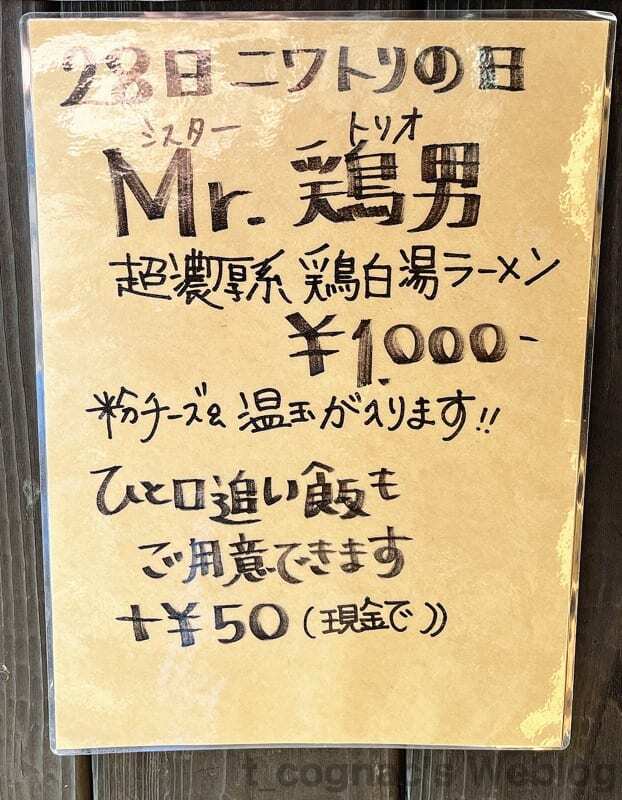 28日 ニワトリの日
ミスター トリオ
Mr. 鶏男
超濃厚系 鶏白湯ラーメン
¥1.000-
粉チーズ& 温玉が入ります!!
ひと口追い飯も
ご用意できます
+¥50(現金で))
t_cognac's Weblog